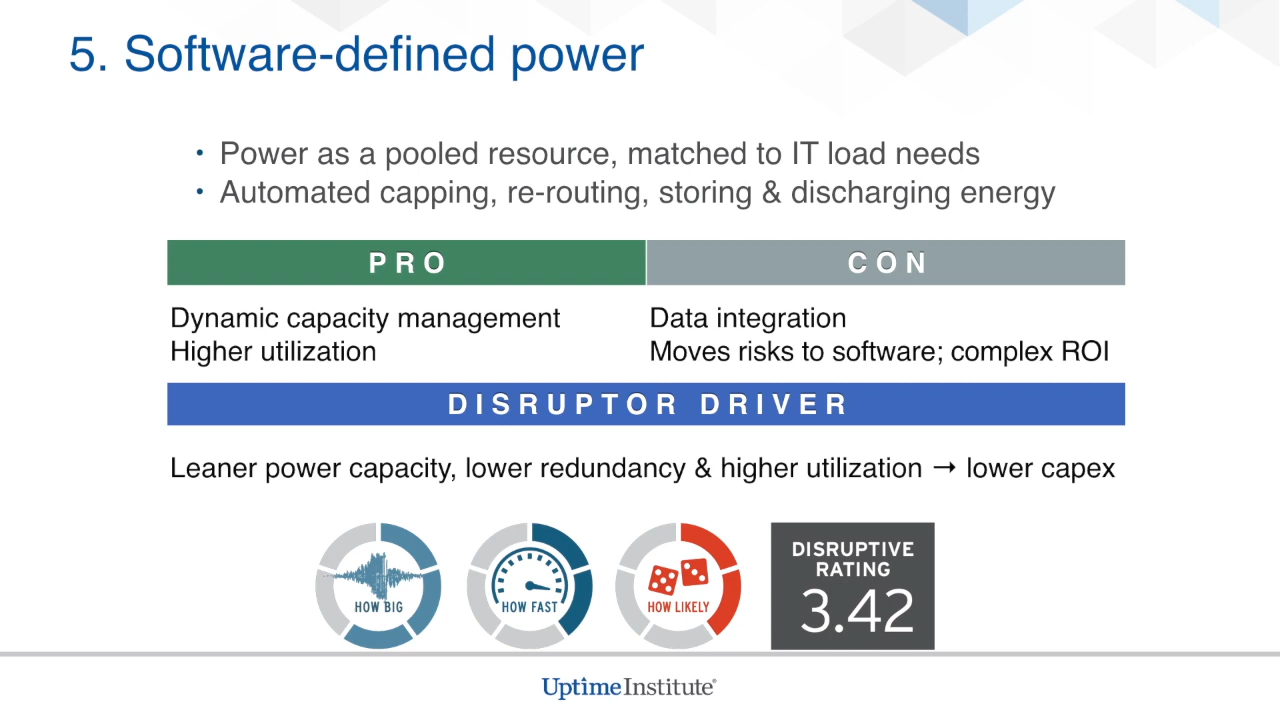 5. Software-defined power
• Power as a pooled resource, matched to IT load needs
• Automated capping, re-routing, storing & discharging energy
PRO
CON
Dynamic capacity management
Higher utilization
Data integration
Moves risks to software; complex ROI
DISRUPTOR DRIVER
Leaner power capacity, lower redundancy & higher utilization → lower capex
HOW BIG
HOW FAST
HOW LIKELY
DISRUPTIVE
RATING
3.42
UptimeInstitute®